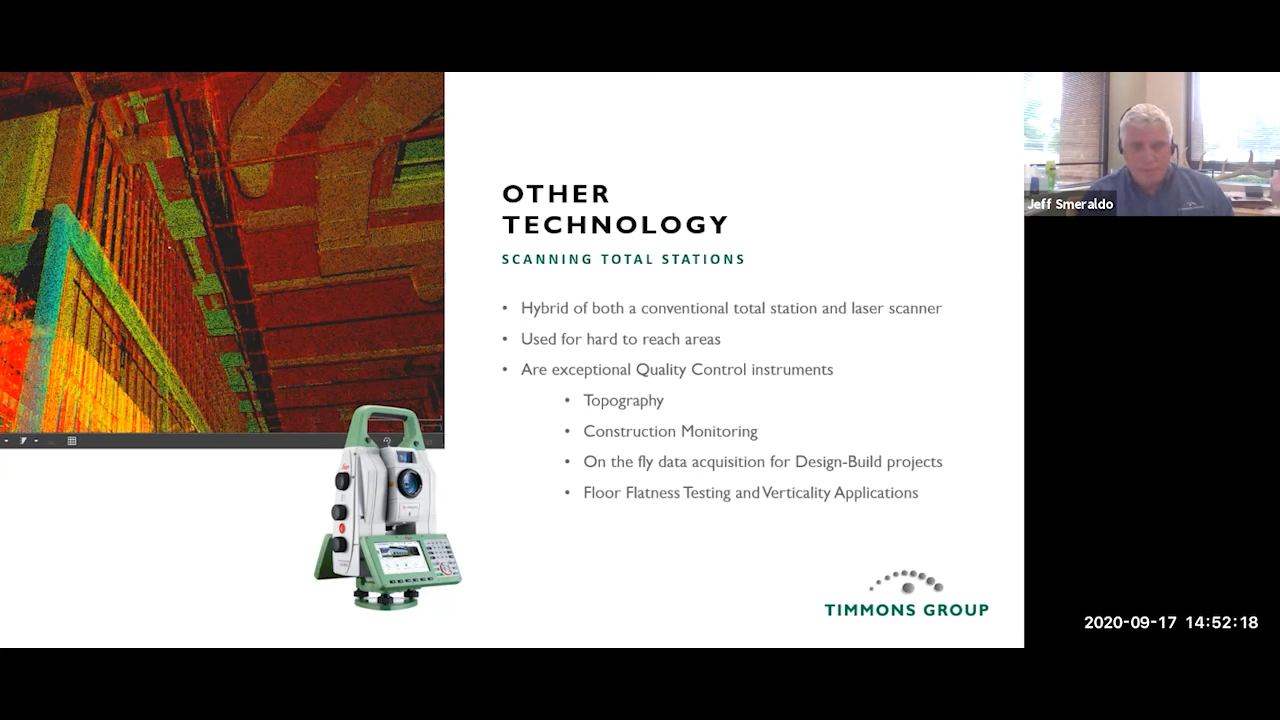 OTHER
TECHNOLOGY
SCANNING TOTAL STATIONS
• Hybrid of both a conventional total station and laser scanner
• Used for hard to reach areas
• Are exceptional Quality Control instruments
• Topography
• Construction Monitoring
• On the fly data acquisition for Design-Build projects
• Floor Flatness Testing and Verticality Applications
TIMMONS GROUP
Jeff Smeraldo
2020-09-17 14:52:18